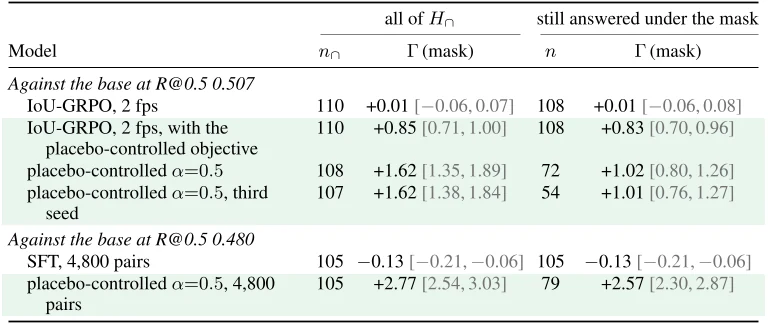 all of H∩ still answered under the mask
Model n∩ Γ (mask) n Γ (mask)
Against the base at R@0.5 0.507
IoU-GRPO, 2 fps 110 +0.01 [−0.06, 0.07] 108 +0.01 [−0.06, 0.08]
IoU-GRPO, 2 fps, with the 110 +0.85 [0.71, 1.00] 108 +0.83 [0.70, 0.96]
placebo-controlled objective
placebo-controlled α=0.5 108 +1.62 [1.35, 1.89] 72 +1.02 [0.80, 1.26]
placebo-controlled α=0.5, third 107 +1.62 [1.38, 1.84] 54 +1.01 [0.76, 1.27]
seed
Against the base at R@0.5 0.480
SFT, 4,800 pairs 105 −0.13 [−0.21, −0.06] 105 −0.13 [−0.21, −0.06]
placebo-controlled α=0.5, 4,800 105 +2.77 [2.54, 3.03] 79 +2.57 [2.30, 2.87]
pairs